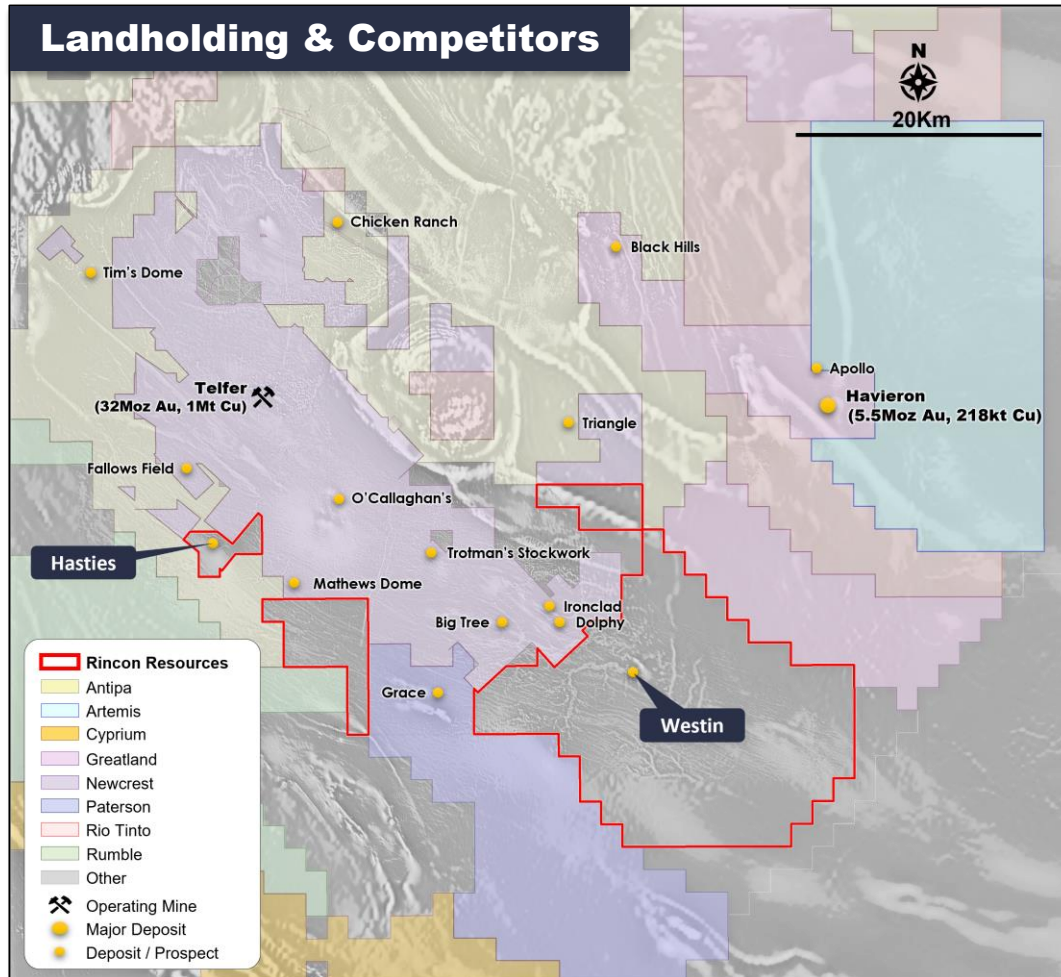 Landholding & Competitors
N
20Km
Chicken Ranch
Black Hills
Tim's Dome
Apollo
Telfer
(32Moz Au, 1Mt Cu)
Havieron
(5.5Moz Au, 218kt Cu)
Triangle
Fallows Field
O'Callaghan's
Hasties
Trotman's Stockwork
Mathews Dome
Ironclad
Big Tree
Dolphy
Grace
Westin
Rincon Resources
Antipa
Artemis
Cyprium
Greatland
Newcrest
Paterson
Rio Tinto
Rumble
Other
Operating Mine
Major Deposit
Deposit / Prospect